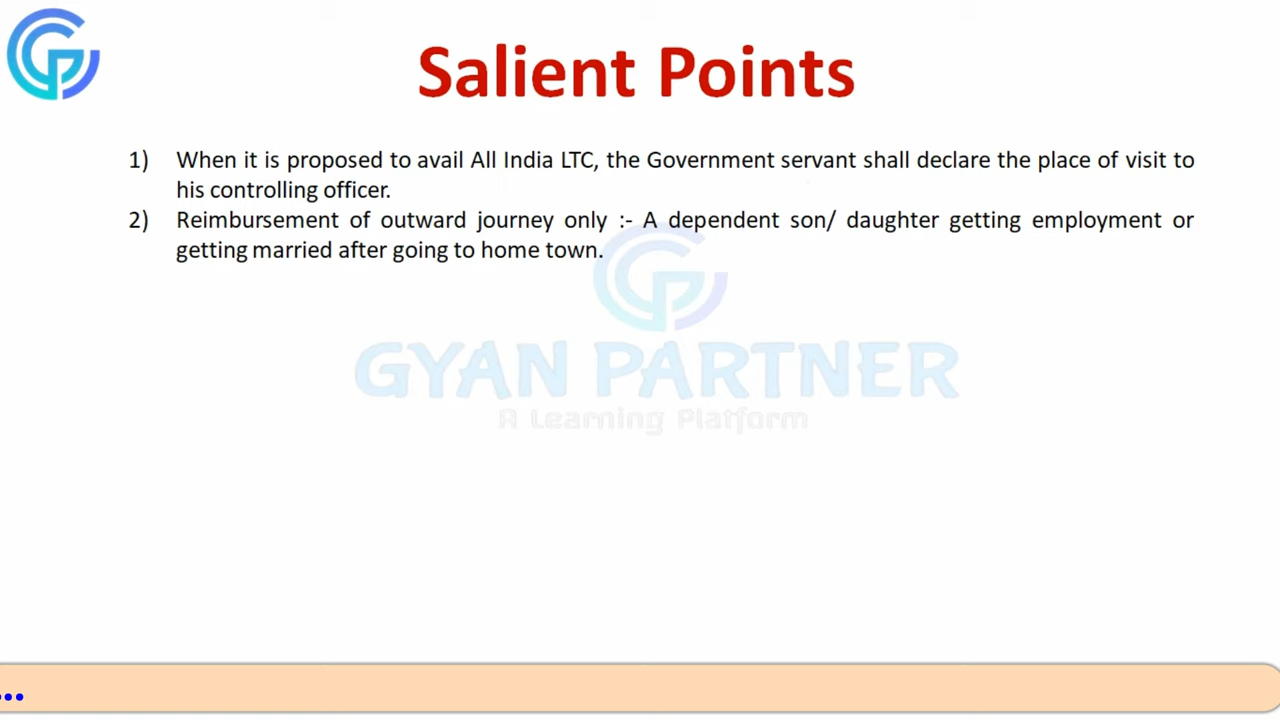 Salient Points
1) When it is proposed to avail All India LTC, the Government servant shall declare the place of visit to
his controlling officer.
2) Reimbursement of outward journey only :- A dependent son/ daughter getting employment or
getting married after going to home town.
GYAN PARTNER
A Learning Platform
...